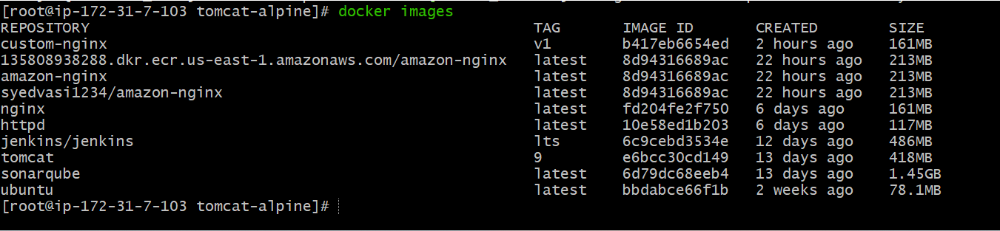 [root@ip-172-31-7-103 tomcat-alpine]# docker images
REPOSITORY TAG IMAGE ID CREATED SIZE
custom-nginx v1 b417eb6654ed 2 hours ago 161MB
135808938288.dkr.ecr.us-east-1.amazonaws.com/amazon-nginx latest 8d94316689ac 22 hours ago 213MB
amazon-nginx latest 8d94316689ac 22 hours ago 213MB
syedvasi1234/amazon-nginx latest 8d94316689ac 22 hours ago 213MB
nginx latest fd204fe2f750 6 days ago 161MB
httpd latest 10e58ed1b203 6 days ago 117MB
jenkins/jenkins lts 6c9cebd3534e 12 days ago 486MB
tomcat 9 e6bcc30cd149 13 days ago 418MB
sonarqube latest 6d79dc68eeb4 13 days ago 1.45GB
ubuntu latest bbdabce66f1b 2 weeks ago 78.1MB
[root@ip-172-31-7-103 tomcat-alpine]#